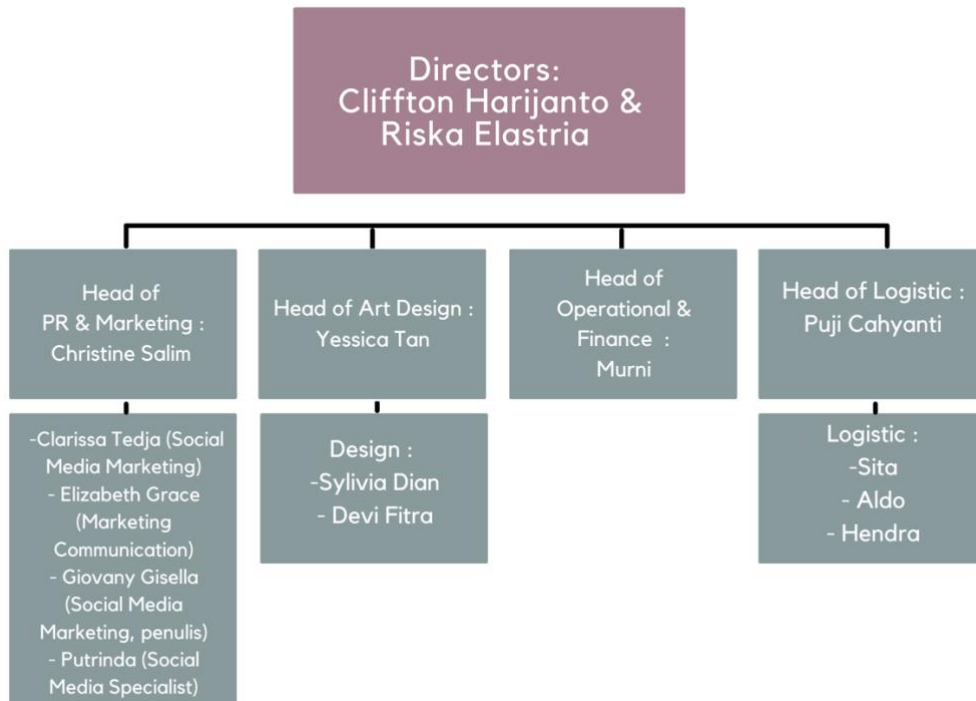 Directors:
Cliffton Harijanto &
Riska Elastria
Head of
PR & Marketing :
Christine Salim
Head of Art Design :
Yessica Tan
Head of
Operational &
Finance :
Murni
Head of Logistic :
Puji Cahyanti
-Clarissa Tedja (Social
Media Marketing)
- Elizabeth Grace
(Marketing
Communication)
- Giovany Gisella
(Social Media
Marketing, penulis)
- Putrinda (Social
Media Specialist)
Design :
-Sylivia Dian
- Devi Fitra
Logistic :
-Sita
- Aldo
- Hendra